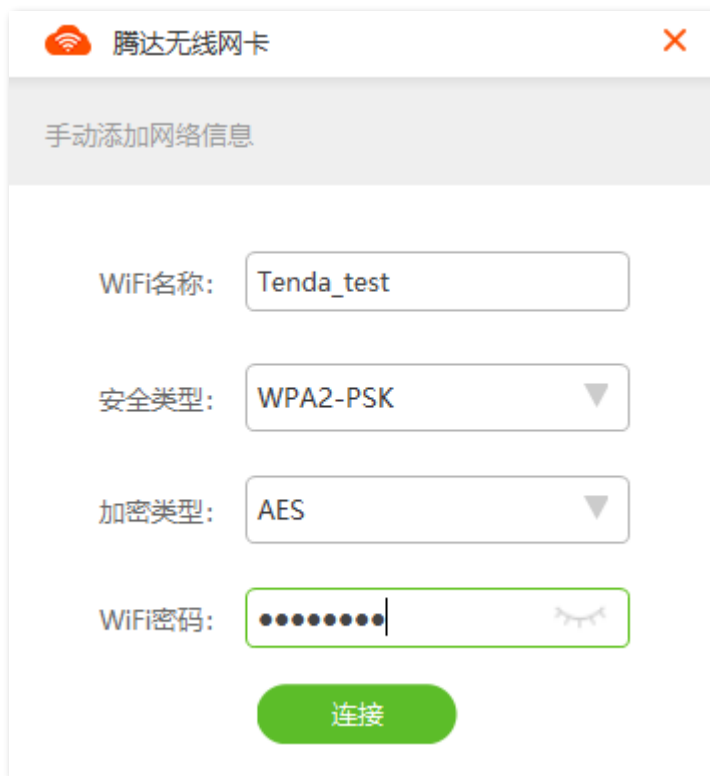 腾达无线网卡
手动添加网络信息
WiFi名称： Tenda_test
安全类型： WPA2-PSK
加密类型： AES
WiFi密码： ●●●●●●●●
连接